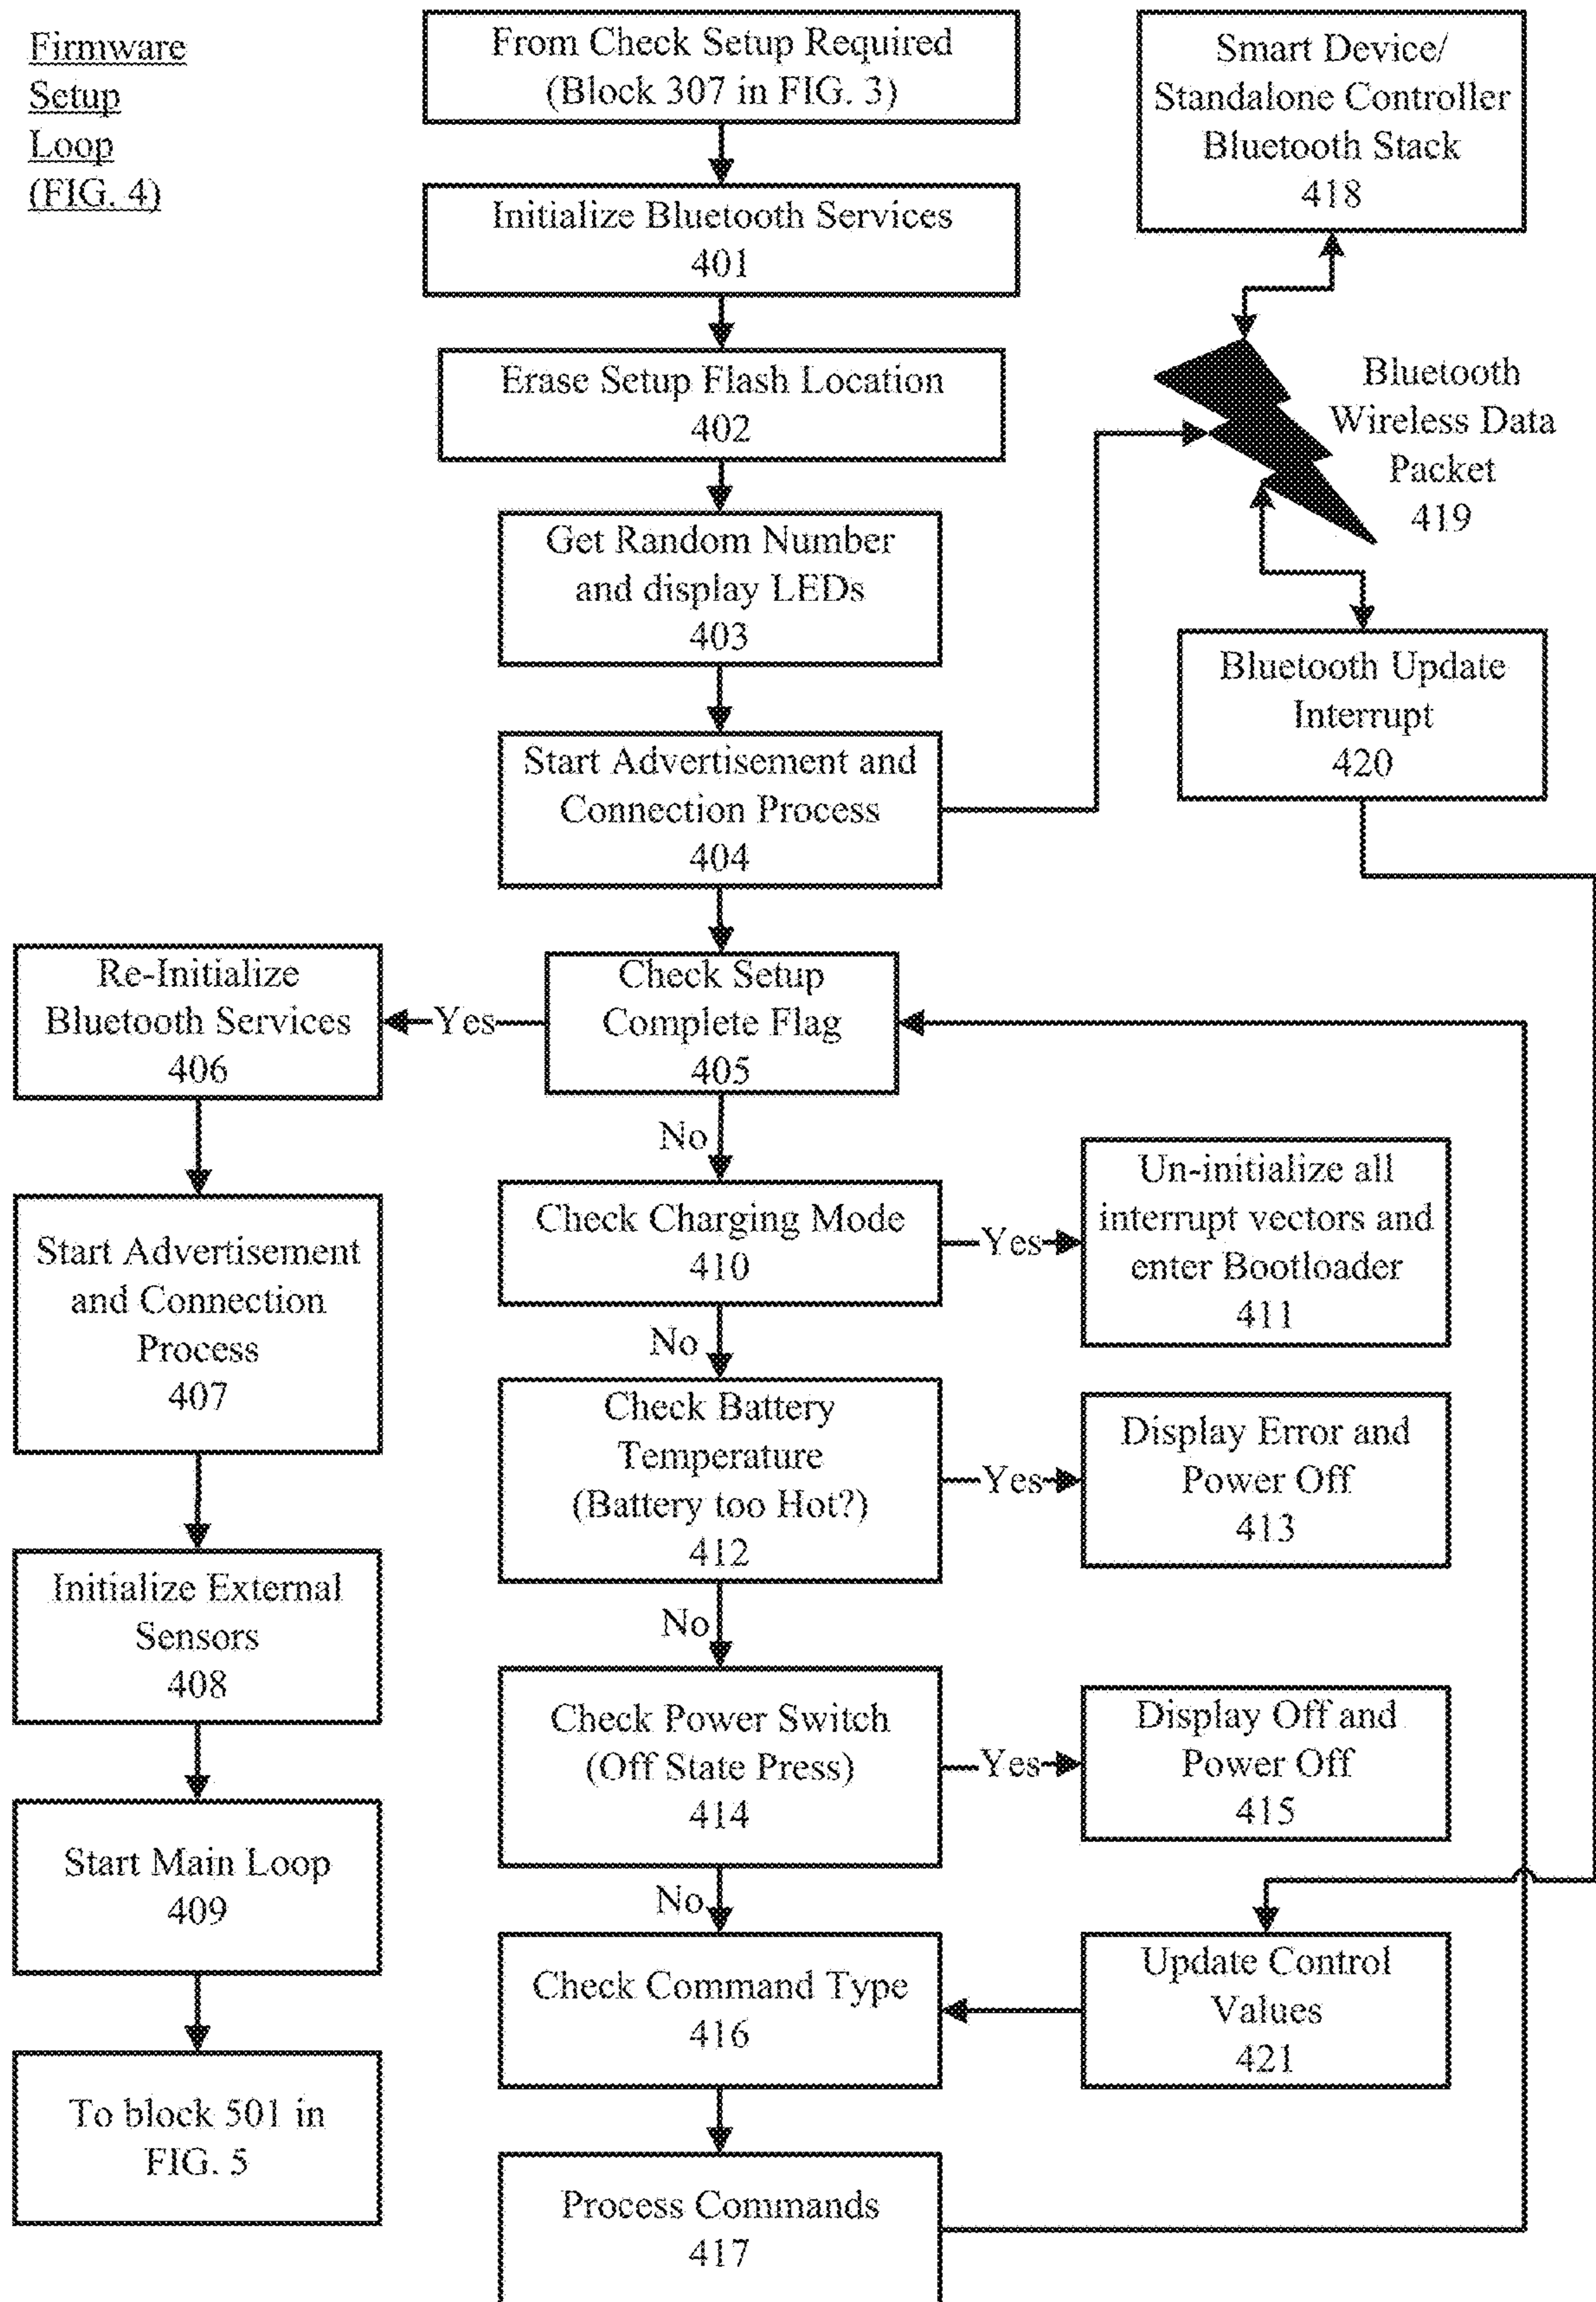 Firmware
Setup
Loop
(FIG. 4)
From Check Setup Required
(Block 307 in FIG. 3)
Initialize Bluetooth Services
401
Erase Setup Flash Location
402
Get Random Number
and display LEDs
403
Start Advertisement and
Connection Process
404
Smart Device/
Standalone Controller
Bluetooth Stack
418
Bluetooth
Wireless Data
Packet
419
Bluetooth Update
Interrupt
420
Check Setup
Complete Flag
405
Yes
Re-Initialize
Bluetooth Services
406
Start Advertisement
and Connection
Process
407
Initialize External
Sensors
408
Start Main Loop
409
To block 501 in
FIG. 5
No
Check Charging Mode
410
Yes
Un-initialize all
interrupt vectors and
enter Bootloader
411
No
Check Battery
Temperature
(Battery too Hot?)
412
Yes
Display Error and
Power Off
413
No
Check Power Switch
(Off State Press)
414
Yes
Display Off and
Power Off
415
No
Check Command Type
416
Update Control
Values
421
Process Commands
417